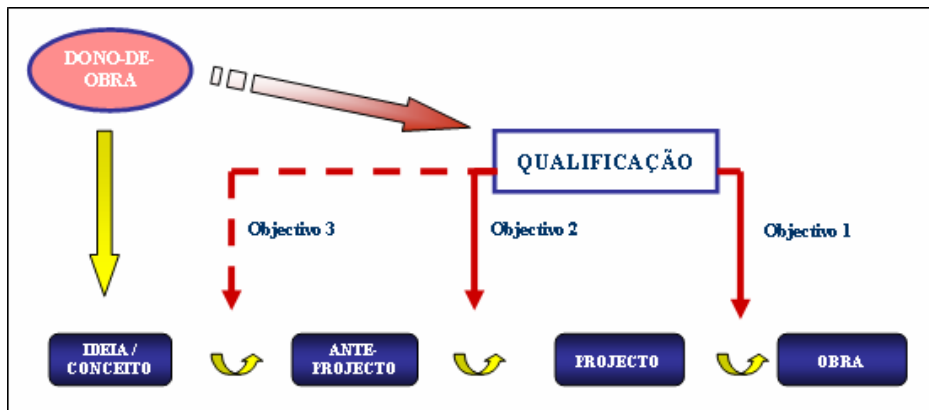 DONO-DE-
OBRA
QUALIFICAÇÃO
Objectivo 3
Objectivo 2
Objectivo 1
IDEIA /
CONCEITO
ANTE-
PROJECTO
PROJECTO
OBRA